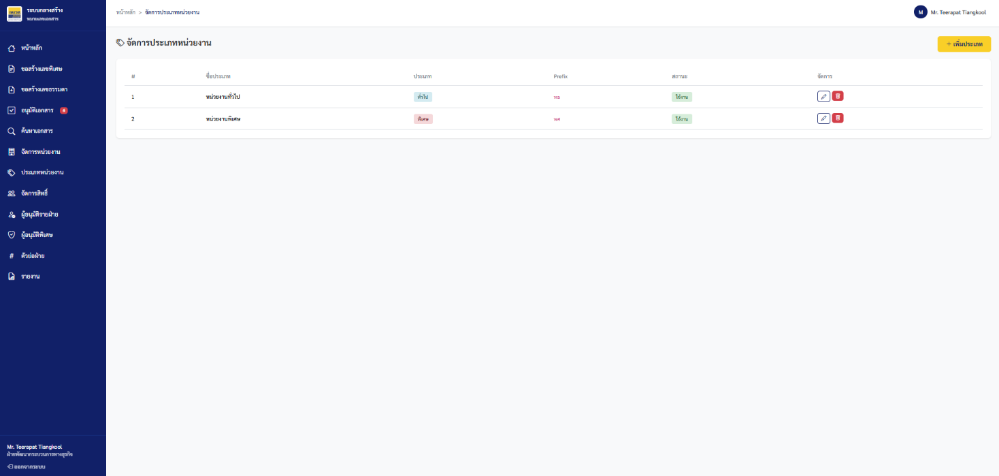 ระบบกลางสร้าง
หมายเลขเอกสาร
หน้าหลัก
ขอสร้างเลขพิเศษ
ขอสร้างเลขธรรมดา
อนุมัติเอกสาร 6
ค้นหาเอกสาร
จัดการหน่วยงาน
ประเภทหน่วยงาน
จัดการสิทธิ์
ผู้อนุมัติรายฝ่าย
ผู้อนุมัติพิเศษ
# ตัวย่อฝ่าย
รายงาน
Mr. Teerapat Tiangkool
ฝ่ายพัฒนากระบวนการทางธุรกิจ
ออกจากระบบ
หน้าหลัก > จัดการประเภทหน่วยงาน
M Mr. Teerapat Tiangkool
จัดการประเภทหน่วยงาน
+ เพิ่มประเภท
# ชื่อประเภท ประเภท Prefix สถานะ จัดการ
1 หน่วยงานทั่วไป ทั่วไป ใช้งาน
2 หน่วยงานพิเศษ พิเศษ ใช้งาน